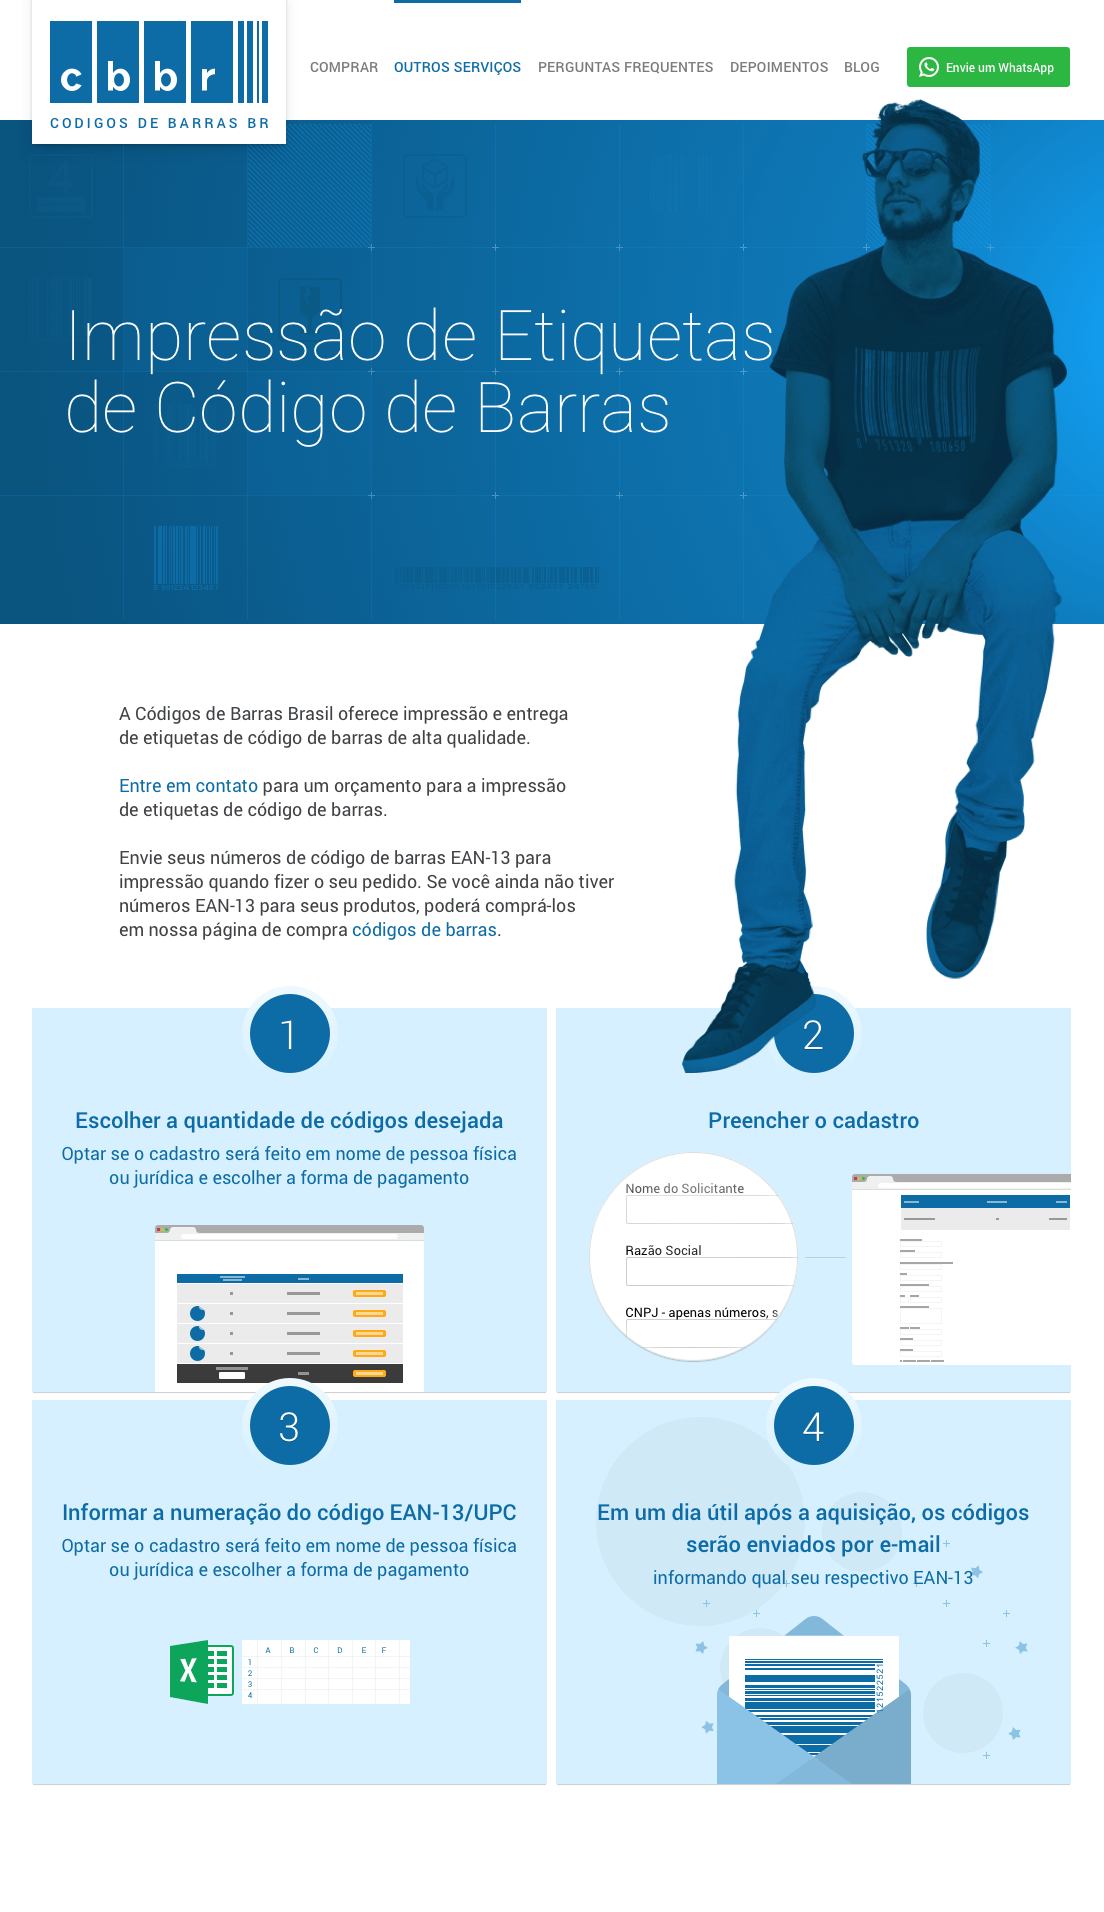 cbbr
CODIGOS DE BARRAS BR
COMPRAR
OUTROS SERVIÇOS
PERGUNTAS FREQUENTES
DEPOIMENTOS
BLOG
Envie um WhatsApp
Impressão de Etiquetas
de Código de Barras
A Códigos de Barras Brasil oferece impressão e entrega
de etiquetas de código de barras de alta qualidade.
Entre em contato para um orçamento para a impressão
de etiquetas de código de barras.
Envie seus números de código de barras EAN-13 para
impressão quando fizer o seu pedido. Se você ainda não tiver
números EAN-13 para seus produtos, poderá comprá-los
em nossa página de compra códigos de barras.
1
Escolher a quantidade de códigos desejada
Optar se o cadastro será feito em nome de pessoa física
ou jurídica e escolher a forma de pagamento
2
Preencher o cadastro
Nome do Solicitante
Razão Social
CNPJ - apenas números, s
3
Informar a numeração do código EAN-13/UPC
Optar se o cadastro será feito em nome de pessoa física
ou jurídica e escolher a forma de pagamento
X
A B C D E F
1
2
3
4
4
Em um dia útil após a aquisição, os códigos
serão enviados por e-mail
informando qual seu respectivo EAN-13
21522521